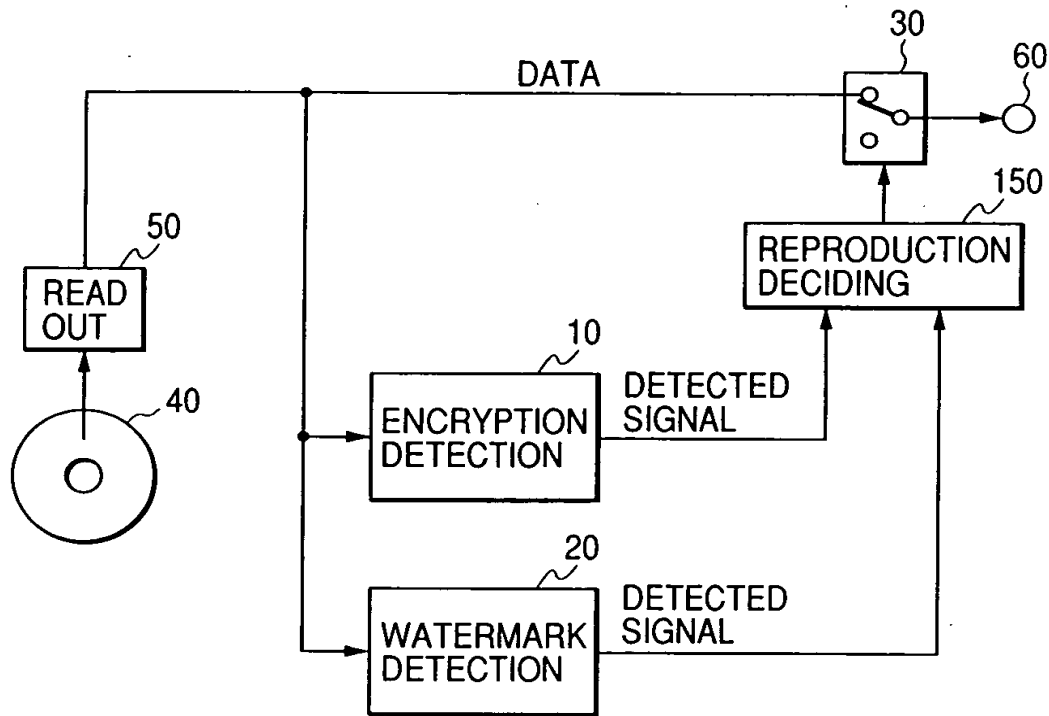 30
60
DATA
150
REPRODUCTION
DECIDING
50
READ
OUT
10
ENCRYPTION
DETECTION
DETECTED
SIGNAL
40
20
WATERMARK
DETECTION
DETECTED
SIGNAL